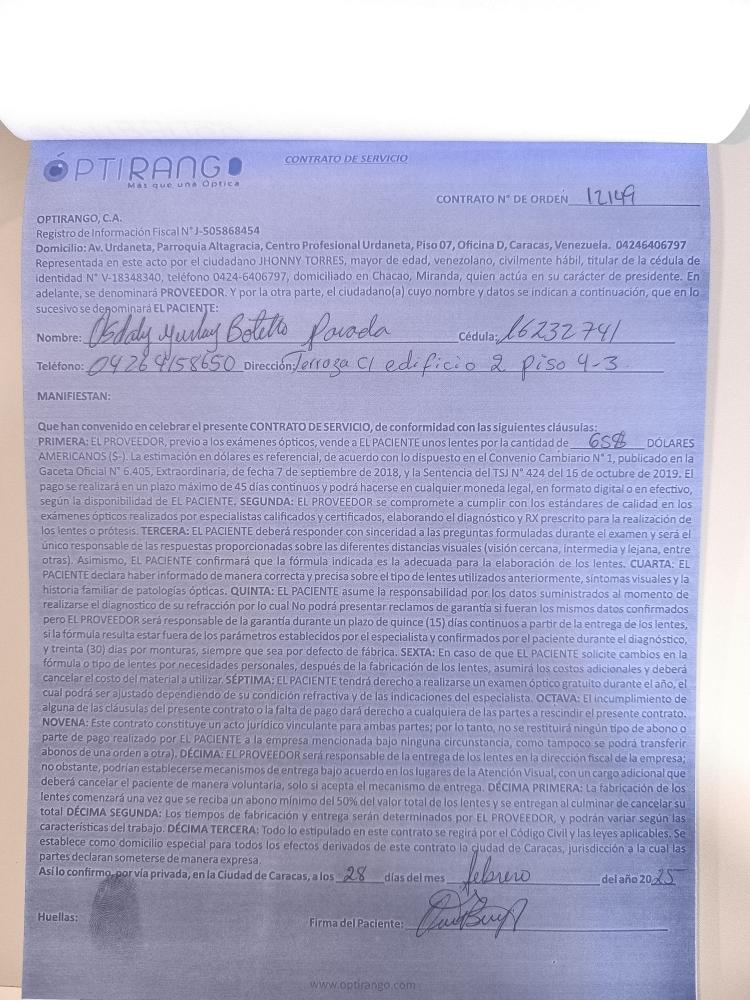 ÓPTIRANGO
Más que una Óptica
CONTRATO DE SERVICIO
CONTRATO N° DE ORDEN 12149
OPTIRANGO, C.A.
Registro de Información Fiscal N° J-505868454
Domicilio: Av. Urdaneta, Parroquia Altagracia, Centro Profesional Urdaneta, Piso 07, Oficina D, Caracas, Venezuela. 04246406797
Representada en este acto por el ciudadano JHONNY TORRES, mayor de edad, venezolano, civilmente hábil, titular de la cédula de
identidad N° V-18348340, teléfono 0424-6406797, domiciliado en Chacao, Miranda, quien actúa en su carácter de presidente. En
adelante, se denominará PROVEEDOR. Y por la otra parte, el ciudadano(a) cuyo nombre y datos se indican a continuación, que en lo
sucesivo se denominará EL PACIENTE:
Nombre: Parada Cédula: 16232741
Teléfono: 04264158650 Dirección: Terraza C1 edificio 2 piso 4-3
MANIFIESTAN:
Que han convenido en celebrar el presente CONTRATO DE SERVICIO, de conformidad con las siguientes cláusulas:
PRIMERA: EL PROVEEDOR, previo a los exámenes ópticos, vende a EL PACIENTE unos lentes por la cantidad de 65$ DÓLARES
AMERICANOS ($-). La estimación en dólares es referencial, de acuerdo con lo dispuesto en el Convenio Cambiario N° 1, publicado en la
Gaceta Oficial N° 6.405, Extraordinaria, de fecha 7 de septiembre de 2018, y la Sentencia del TSJ N° 424 del 16 de octubre de 2019. El
pago se realizará en un plazo máximo de 45 días continuos y podrá hacerse en cualquier moneda legal, en formato digital o en efectivo,
según la disponibilidad de EL PACIENTE. SEGUNDA: EL PROVEEDOR se compromete a cumplir con los estándares de calidad en los
exámenes ópticos realizados por especialistas calificados y certificados, elaborando el diagnóstico y RX prescrito para la realización de
los lentes o prótesis. TERCERA: EL PACIENTE deberá responder con sinceridad a las preguntas formuladas durante el examen y será el
único responsable de las respuestas proporcionadas sobre las diferentes distancias visuales (visión cercana, intermedia y lejana, entre
otras). Asimismo, EL PACIENTE confirmará que la fórmula indicada es la adecuada para la elaboración de los lentes. CUARTA: EL
PACIENTE declara haber informado de manera correcta y precisa sobre el tipo de lentes utilizados anteriormente, síntomas visuales y la
historia familiar de patologías ópticas. QUINTA: EL PACIENTE asume la responsabilidad por los datos suministrados al momento de
realizarse el diagnostico de su refracción por lo cual No podrá presentar reclamos de garantía si fueran los mismos datos confirmados
pero EL PROVEEDOR será responsable de la garantía durante un plazo de quince (15) días continuos a partir de la entrega de los lentes,
si la fórmula resulta estar fuera de los parámetros establecidos por el especialista y confirmados por el paciente durante el diagnóstico,
y treinta (30) días por monturas, siempre que sea por defecto de fábrica. SEXTA: En caso de que EL PACIENTE solicite cambios en la
fórmula o tipo de lentes por necesidades personales, después de la fabricación de los lentes, asumirá los costos adicionales y deberá
cancelar el costo del material a utilizar. SÉPTIMA: EL PACIENTE tendrá derecho a realizarse un examen óptico gratuito durante el año, el
cual podrá ser ajustado dependiendo de su condición refractiva y de las indicaciones del especialista. OCTAVA: El incumplimiento de
alguna de las cláusulas del presente contrato o la falta de pago dará derecho a cualquiera de las partes a rescindir el presente contrato.
NOVENA: Este contrato constituye un acto jurídico vinculante para ambas partes; por lo tanto, no se restituirá ningún tipo de abono o
parte de pago realizado por EL PACIENTE a la empresa mencionada bajo ninguna circunstancia, como tampoco se podrá transferir
abonos de una orden a otra). DÉCIMA: EL PROVEEDOR será responsable de la entrega de los lentes en la dirección fiscal de la empresa;
no obstante, podrían establecerse mecanismos de entrega bajo acuerdo en los lugares de la Atención Visual, con un cargo adicional que
deberá cancelar el paciente de manera voluntaria, solo si acepta el mecanismo de entrega. DÉCIMA PRIMERA: La fabricación de los
lentes comenzará una vez que se reciba un abono mínimo del 50% del valor total de los lentes y se entregan al culminar de cancelar su
total DÉCIMA SEGUNDA: Los tiempos de fabricación y entrega serán determinados por EL PROVEEDOR, y podrán variar según las
características del trabajo. DÉCIMA TERCERA: Todo lo estipulado en este contrato se regirá por el Código Civil y las leyes aplicables. Se
establece como domicilio especial para todos los efectos derivados de este contrato la ciudad de Caracas, jurisdicción a la cual las
partes declaran someterse de manera expresa.
Así lo confirmo, por vía privada, en la Ciudad de Caracas, a los 28 días del mes febrero del año 2025
Huellas:
Firma del Paciente:
www.optirango.com